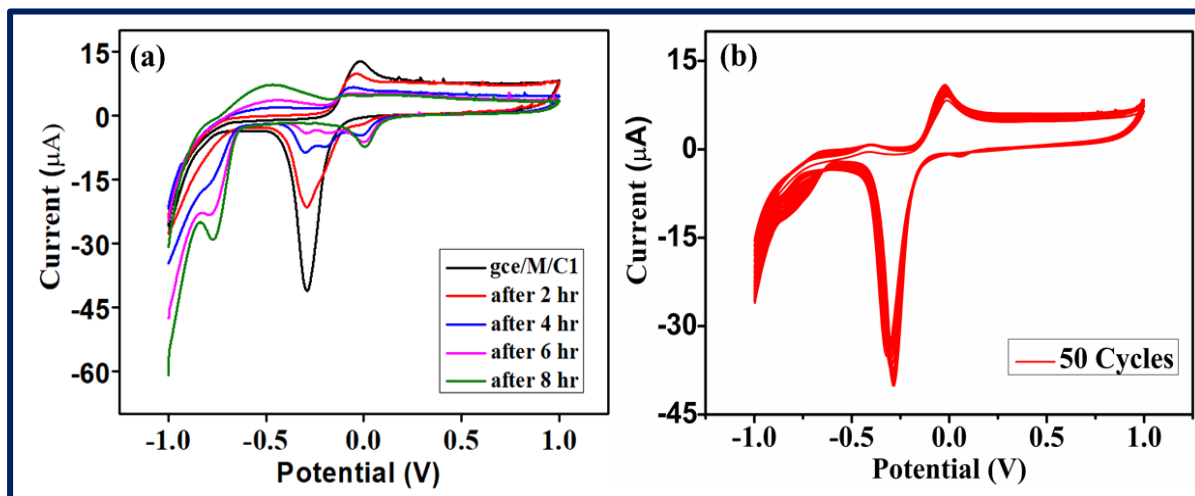 (a)
15
0
-15
-30
-45
-60
Current (μA)
gce/M/C1
after 2 hr
after 4 hr
after 6 hr
after 8 hr
-1.0 -0.5 0.0 0.5 1.0
Potential (V)
(b)
15
0
-15
-30
-45
Current (μA)
50 Cycles
-1.0 -0.5 0.0 0.5 1.0
Potential (V)